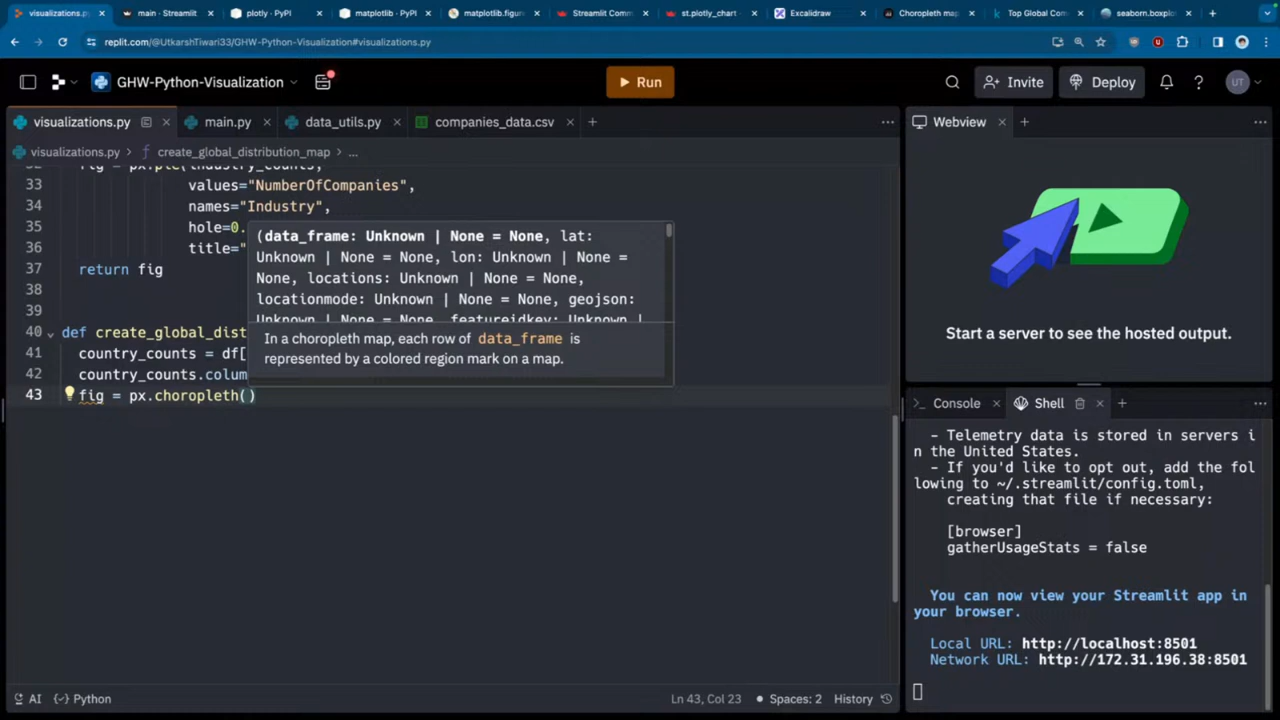 main · Streamlit
plotly · PyPI
matplotlib · PyPI
matplotlib.figur
Streamlit Comm
st.plotly_chart
Excalidraw
Choropleth map
Top Global Com
seaborn.boxplo
replit.com/@UtkarshTiwari33/GHW-Python-Visualization#visualizations.py
GHW-Python-Visualization
Run
Invite
Deploy
UT
visualizations.py
main.py
data_utils.py
companies_data.csv
visualizations.py
create_global_distribution_map
...
33 values="NumberOfCompanies",
34 names="Industry",
35 hole=0.
36 title="
37 return fig
38
39
40 def create_global_dist
41 country_counts = df[
42 country_counts.colum
43 fig = px.choropleth()
(data_frame: Unknown | None = None, lat:
Unknown | None = None, lon: Unknown | None =
None, locations: Unknown | None = None,
locationmode: Unknown | None = None, geojson:
Unknown | None = None, featureidkey: Unknown |
In a choropleth map, each row of data_frame is
represented by a colored region mark on a map.
AI
Python
Ln 43, Col 23
Spaces: 2
History
Webview
Start a server to see the hosted output.
Console
Shell
- Telemetry data is stored in servers i
n the United States.
- If you'd like to opt out, add the fol
lowing to ~/.streamlit/config.toml,
creating that file if necessary:
[browser]
gatherUsageStats = false
You can now view your Streamlit app in
your browser.
Local URL: http://localhost:8501
Network URL: http://172.31.196.38:8501